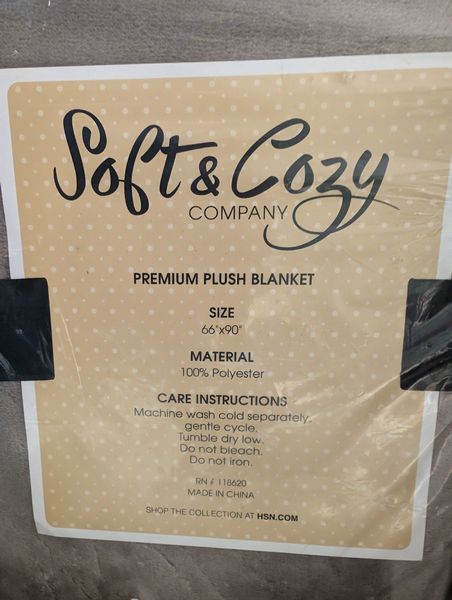 Soft & Cozy
COMPANY
PREMIUM PLUSH BLANKET
SIZE
66"x90"
MATERIAL
100% Polyester
CARE INSTRUCTIONS
Machine wash cold separately,
gentle cycle.
Tumble dry low.
Do not bleach.
Do not iron.
RN # 118620
MADE IN CHINA
SHOP THE COLLECTION AT HSN.COM